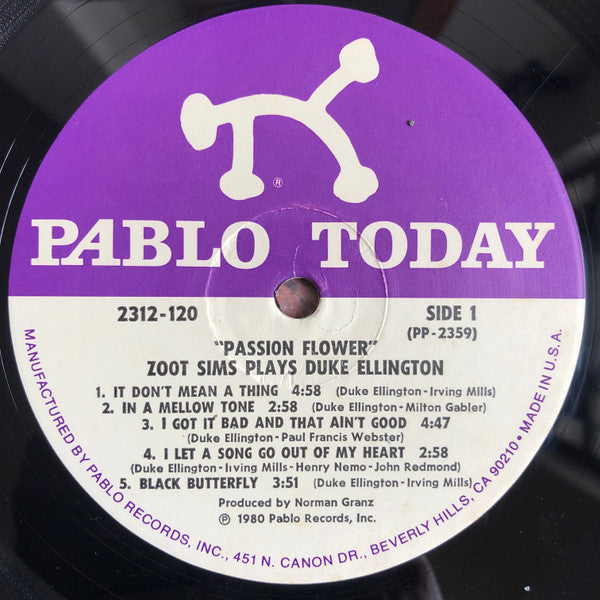 ®
PABLO TODAY
2312-120
SIDE 1
(PP-2359)
"PASSION FLOWER"
ZOOT SIMS PLAYS DUKE ELLINGTON
1. IT DON'T MEAN A THING 4:58 (Duke Ellington-Irving Mills)
2. IN A MELLOW TONE 2:58 (Duke Ellington-Milton Gabler)
3. I GOT IT BAD AND THAT AIN'T GOOD 4:47
(Duke Ellington-Paul Francis Webster)
4. I LET A SONG GO OUT OF MY HEART 2:58
(Duke Ellington-Irving Mills-Henry Nemo-John Redmond)
5. BLACK BUTTERFLY 3:51 (Duke Ellington-Irving Mills)
Produced by Norman Granz
℗ 1980 Pablo Records, Inc.
MANUFACTURED BY PABLO RECORDS, INC., 451 N. CANON DR., BEVERLY HILLS, CA 90210 • MADE IN U.S.A.